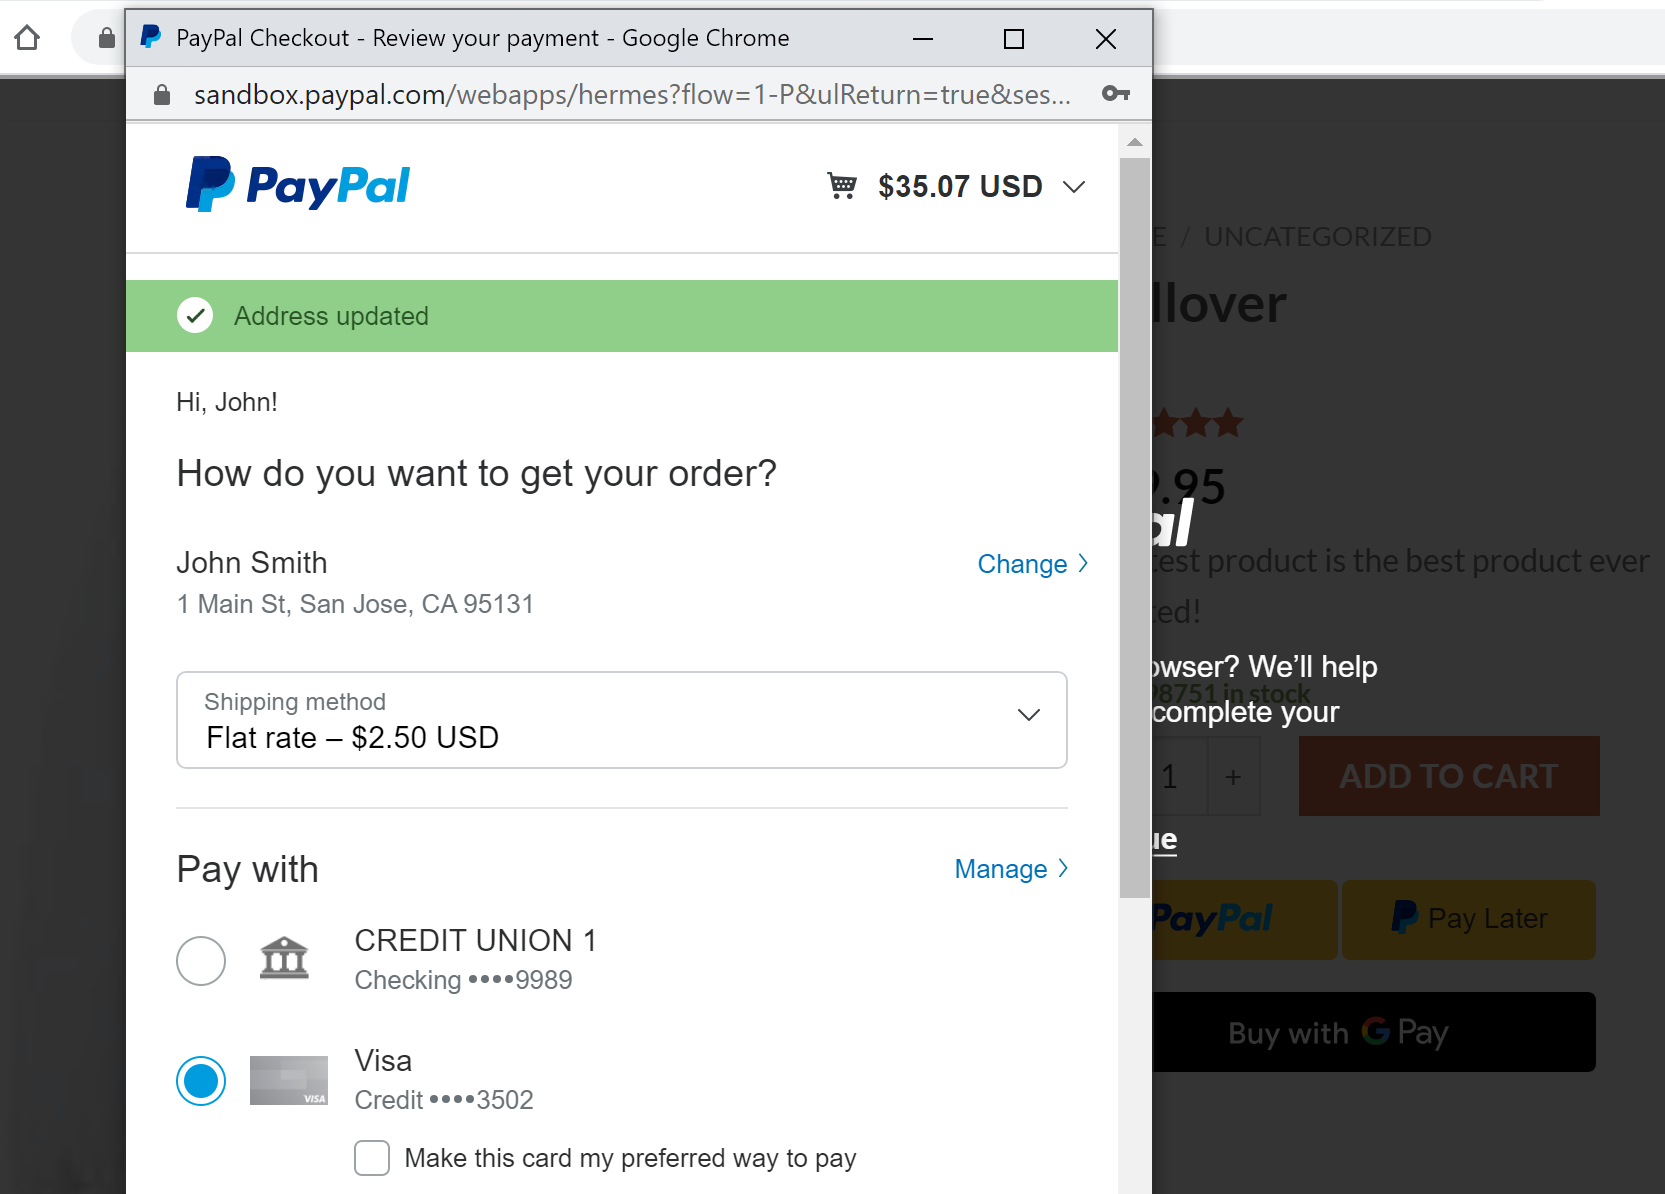 PayPal Checkout - Review your payment - Google Chrome
sandbox.paypal.com/webapps/hermes?flow=1-P&ulReturn=true&ses...
PayPal
$35.07 USD
Address updated
Hi, John!
How do you want to get your order?
John Smith
Change
1 Main St, San Jose, CA 95131
Shipping method
Flat rate – $2.50 USD
Pay with
Manage
CREDIT UNION 1
Checking ••••9989
Visa
VISA
Credit ••••3502
Make this card my preferred way to pay
E / UNCATEGORIZED
llover
9.95
al
test product is the best product ever
ted!
owser? We’ll help
98751 in stock
complete your
1 +
ADD TO CART
ue
PayPal
Pay Later
Buy with G Pay